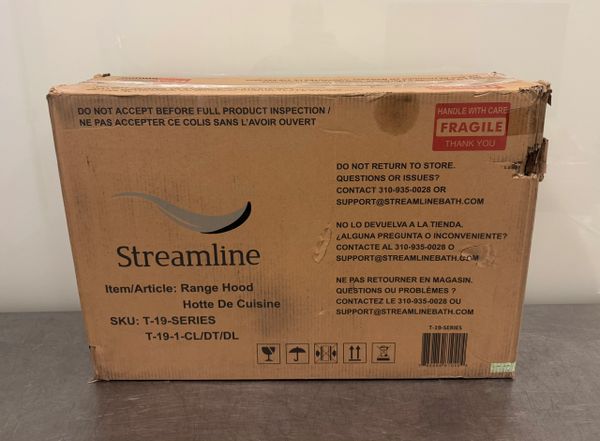 DO NOT ACCEPT BEFORE FULL PRODUCT INSPECTION /
NE PAS ACCEPTER CE COLIS SANS L'AVOIR OUVERT
HANDLE WITH CARE
FRAGILE
THANK YOU
DO NOT RETURN TO STORE.
QUESTIONS OR ISSUES?
CONTACT 310-935-0028 OR
SUPPORT@STREAMLINEBATH.COM
NO LO DEVUELVA A LA TIENDA.
¿ALGUNA PREGUNTA O INCONVENIENTE?
CONTACTE AL 310-935-0028 O
SUPPORT@STREAMLINEBATH.COM
NE PAS RETOURNER EN MAGASIN.
QUESTIONS OU PROBLÈMES ?
CONTACTEZ LE 310-935-0028 OU
SUPPORT@STREAMLINEBATH.COM
Streamline
Item/Article: Range Hood
Hotte De Cuisine
SKU: T-19-SERIES
T-19-1-CL/DT/DL
T-19-SERIES